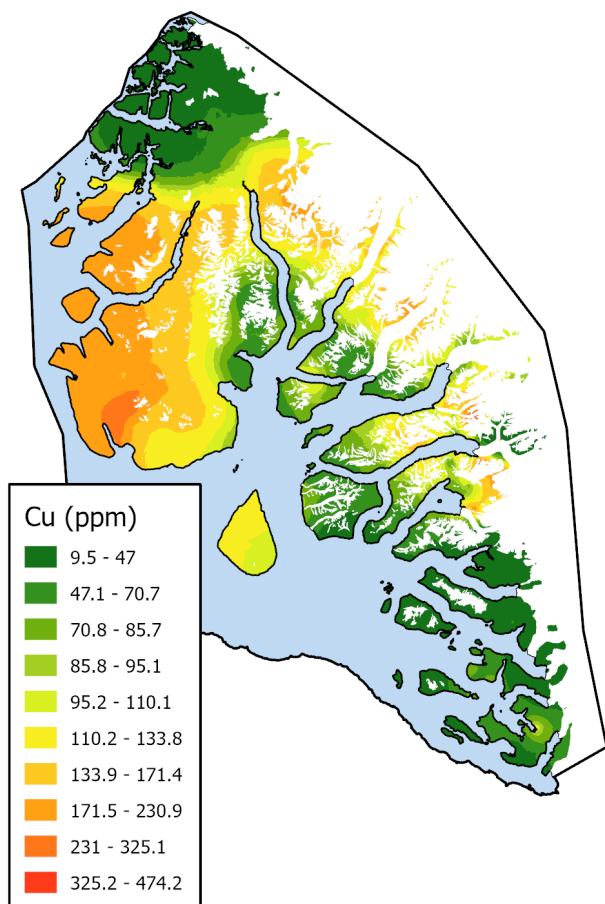 Cu (ppm)
9.5 - 47
47.1 - 70.7
70.8 - 85.7
85.8 - 95.1
95.2 - 110.1
110.2 - 133.8
133.9 - 171.4
171.5 - 230.9
231 - 325.1
325.2 - 474.2